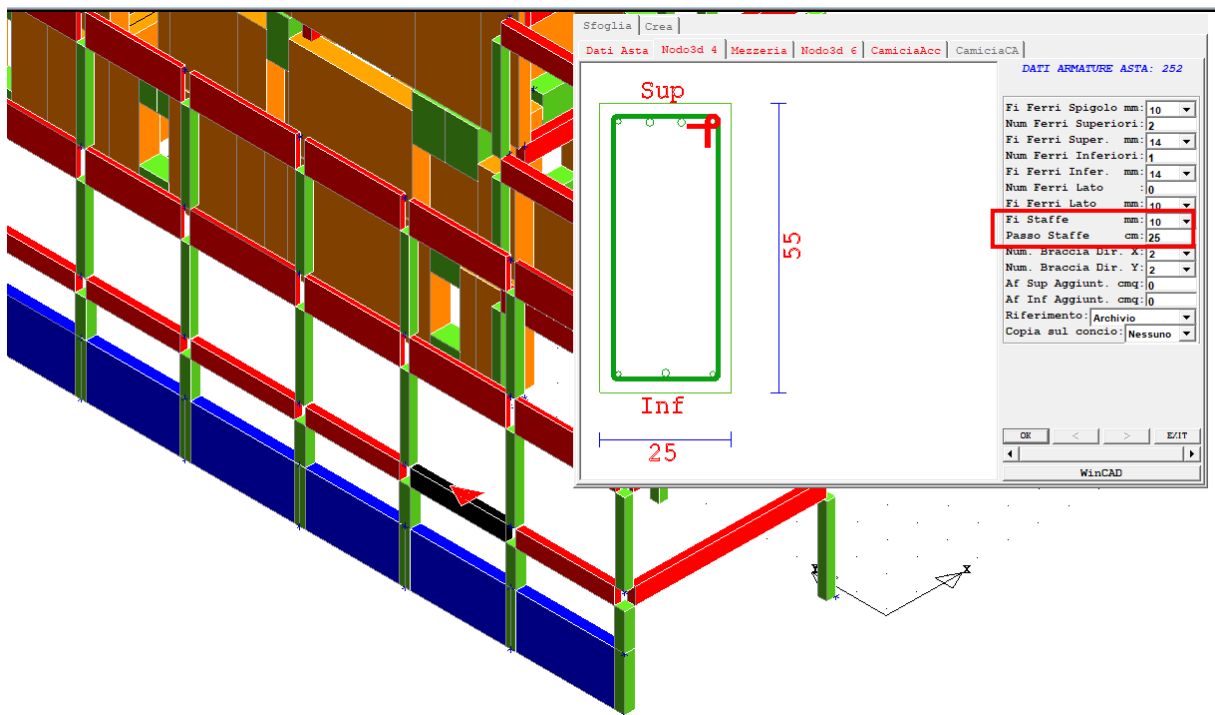 Sfoglia Crea
Dati Asta Nodo3d 4 Mezzeria Nodo3d 6 CamiciaAcc CamiciaCA
DATI ARMATURE ASTA: 252
Sup
Inf
55
25
Fi Ferri Spigolo mm: 10
Num Ferri Superiori: 2
Fi Ferri Super. mm: 14
Num Ferri Inferiori: 1
Fi Ferri Infer. mm: 14
Num Ferri Lato : 0
Fi Ferri Lato mm: 10
Fi Staffe mm: 10
Passo Staffe cm: 25
Num. Braccia Dir. X: 2
Num. Braccia Dir. Y: 2
Af Sup Aggiunt. cmq: 0
Af Inf Aggiunt. cmq: 0
Riferimento: Archivio
Copia sul concio: Nessuno
OK < > EXIT
WinCAD